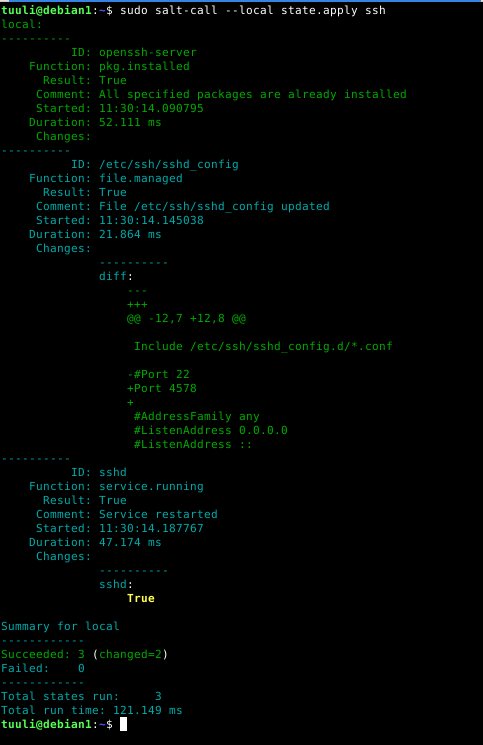 tuuli@debian1:~$ sudo salt-call --local state.apply ssh
local:
----------
          ID: openssh-server
    Function: pkg.installed
      Result: True
     Comment: All specified packages are already installed
     Started: 11:30:14.090795
    Duration: 52.111 ms
     Changes:
----------
          ID: /etc/ssh/sshd_config
    Function: file.managed
      Result: True
     Comment: File /etc/ssh/sshd_config updated
     Started: 11:30:14.145038
    Duration: 21.864 ms
     Changes:
              ----------
              diff:
                  ---
                  +++
                  @@ -12,7 +12,8 @@
                   Include /etc/ssh/sshd_config.d/*.conf
                  -#Port 22
                  +Port 4578
                  +
                   #AddressFamily any
                   #ListenAddress 0.0.0.0
                   #ListenAddress ::
----------
          ID: sshd
    Function: service.running
      Result: True
     Comment: Service restarted
     Started: 11:30:14.187767
    Duration: 47.174 ms
     Changes:
              ----------
              sshd:
                  True
Summary for local
------------
Succeeded: 3 (changed=2)
Failed:    0
------------
Total states run:     3
Total run time: 121.149 ms
tuuli@debian1:~$